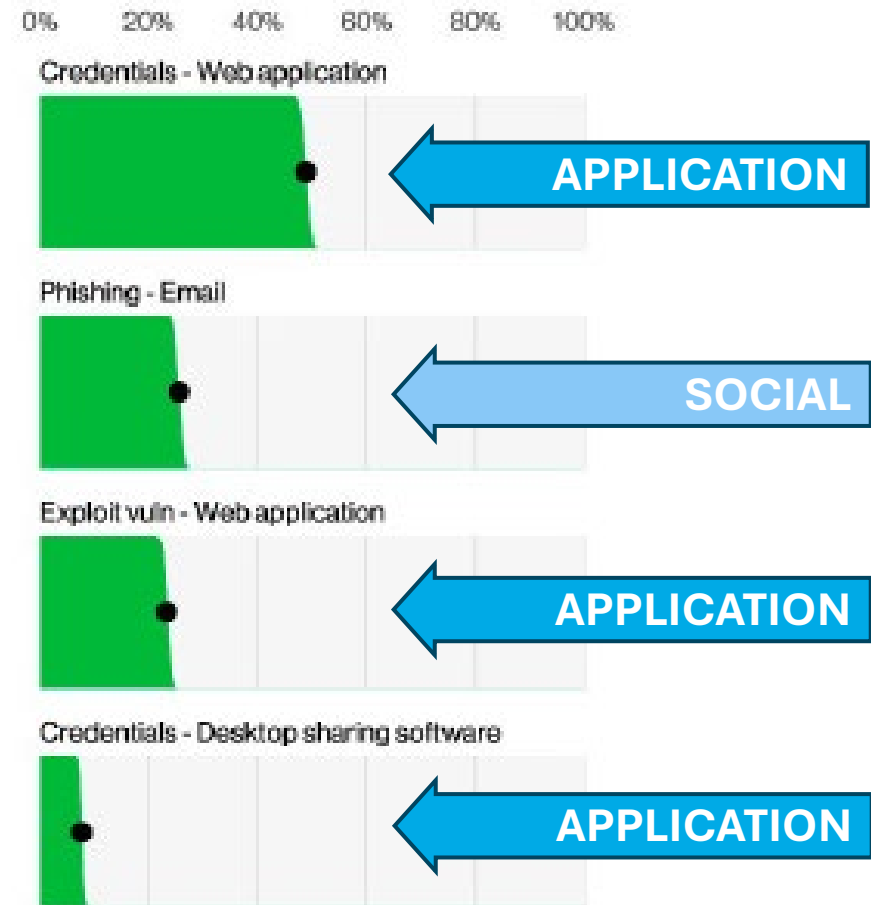 0% 20% 40% 60% 80% 100%
Credentials - Web application
APPLICATION
Phishing - Email
SOCIAL
Exploit vuln - Web application
APPLICATION
Credentials - Desktop sharing software
APPLICATION